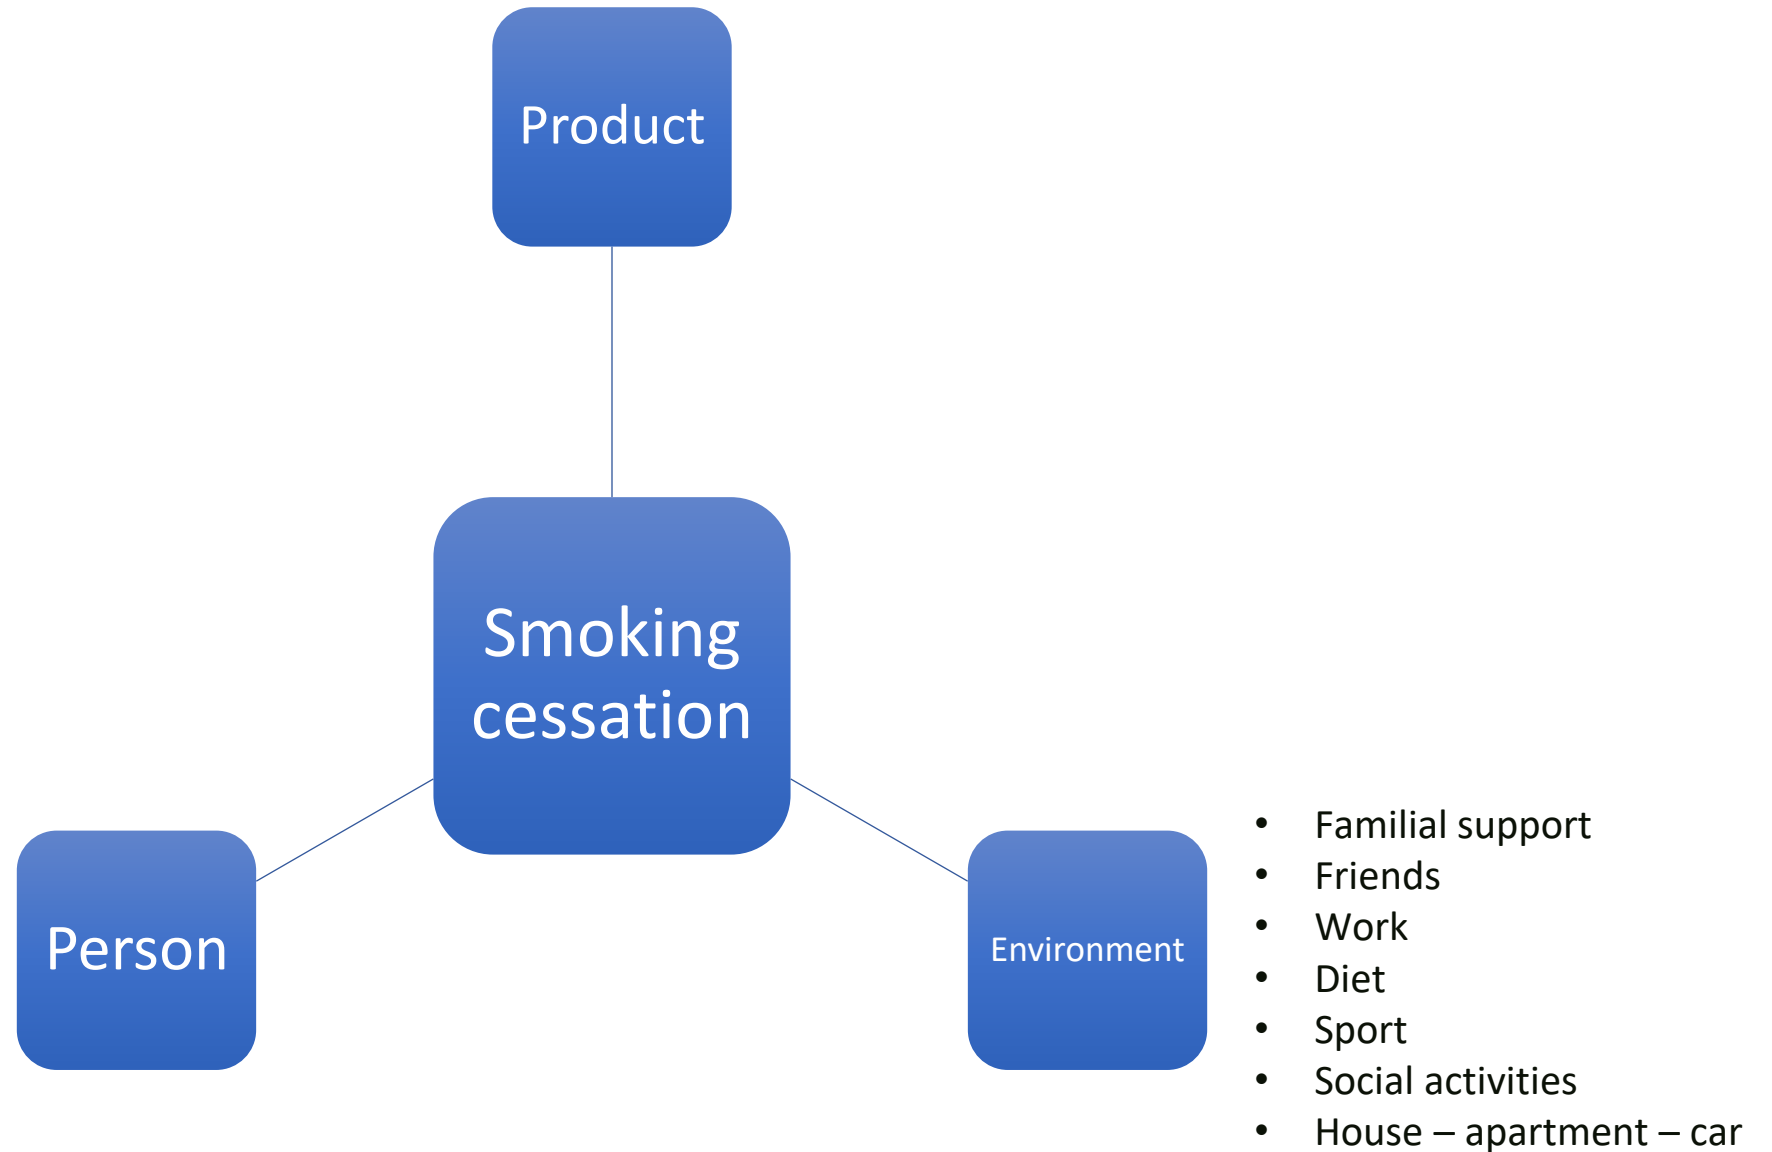 Product
Smoking
cessation
Person
Environment
• Familial support
• Friends
• Work
• Diet
• Sport
• Social activities
• House – apartment – car